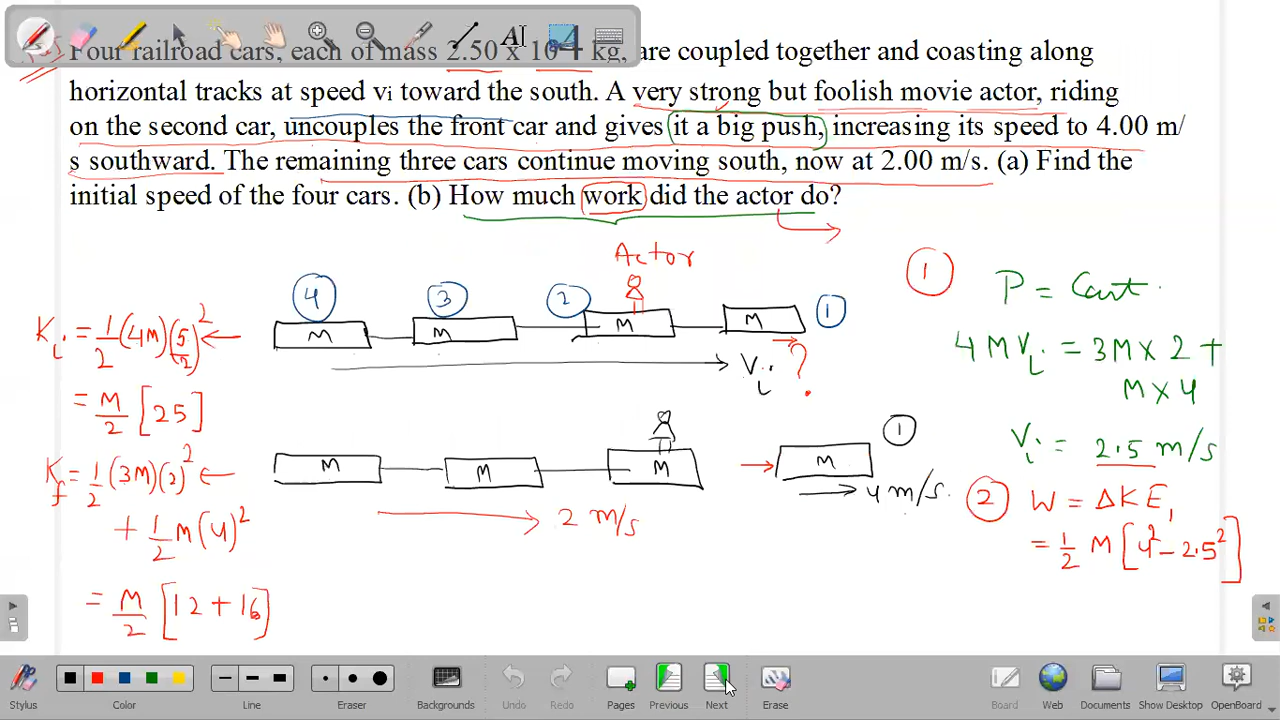 Four railroad cars, each of mass 2.50 x 10 4 kg, are coupled together and coasting along
horizontal tracks at speed vi toward the south. A very strong but foolish movie actor, riding
on the second car, uncouples the front car and gives it a big push, increasing its speed to 4.00 m/
s southward. The remaining three cars continue moving south, now at 2.00 m/s. (a) Find the
initial speed of the four cars. (b) How much work did the actor do?
Actor
4 3 2 1
M M M M
Vi ?
M M M M
1
2 m/s
4 m/s.
Ki = 1/2 (4M) (5/2)²
= M/2 [25]
Kf = 1/2 (3M)(2)²
+ 1/2 M(4)²
= M/2 [12 + 16]
1
P = Const.
4 M Vi = 3M x 2 +
M x 4
Vi = 2.5 m/s
2 W = ΔKE1
= 1/2 M [4² - 2.5²]
Stylus
Color
Line
Eraser
Backgrounds
Undo
Redo
Pages
Previous
Next
Erase
Board
Web
Documents
Show Desktop
OpenBoard